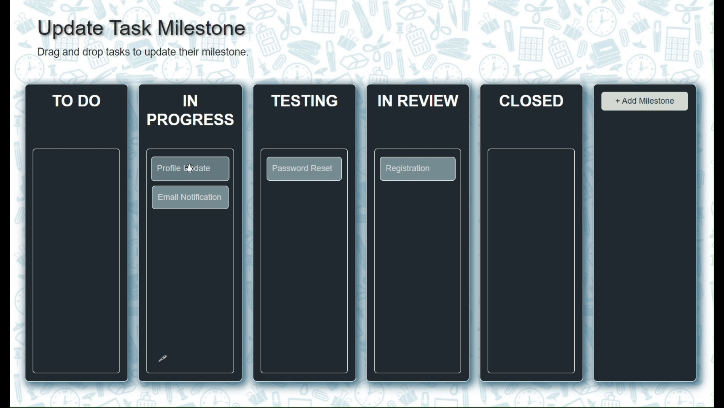 Update Task Milestone
Drag and drop tasks to update their milestone.
TO DO
IN
PROGRESS
TESTING
IN REVIEW
CLOSED
+ Add Milestone
Profile Update
Email Notification
Password Reset
Registration